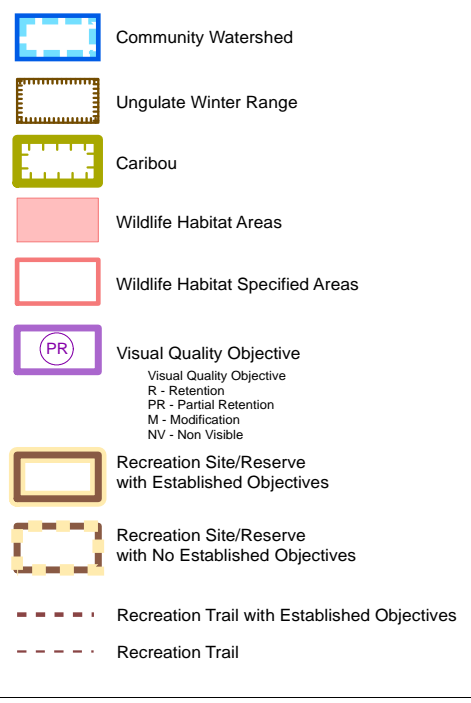 Community Watershed
Ungulate Winter Range
Caribou
Wildlife Habitat Areas
Wildlife Habitat Specified Areas
PR
Visual Quality Objective
Visual Quality Objective
R - Retention
PR - Partial Retention
M - Modification
NV - Non Visible
Recreation Site/Reserve
with Established Objectives
Recreation Site/Reserve
with No Established Objectives
Recreation Trail with Established Objectives
Recreation Trail